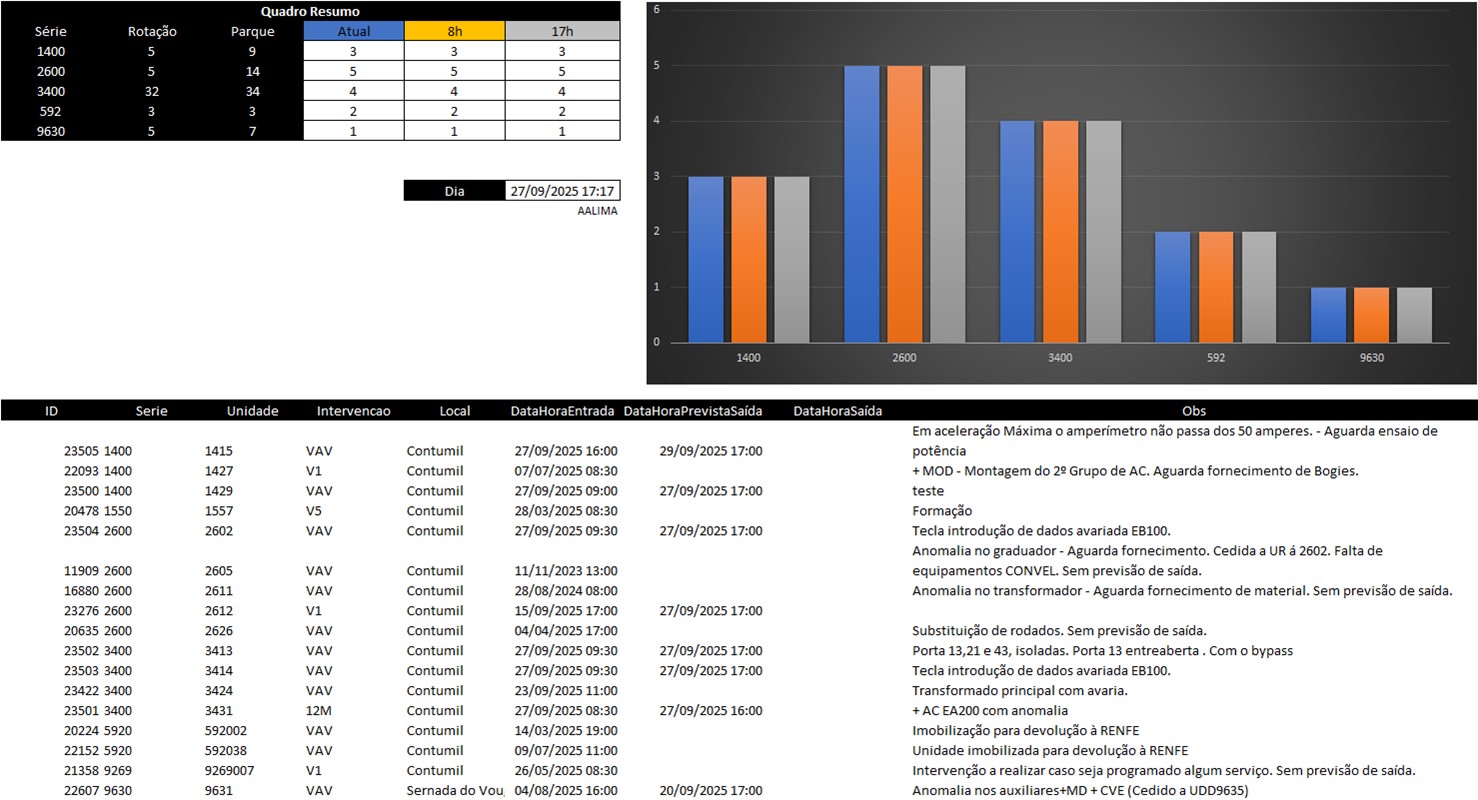 Quadro Resumo
Série Rotação Parque Atual 8h 17h
1400 5 9 3 3 3
2600 5 14 5 5 5
3400 32 34 4 4 4
592 3 3 2 2 2
9630 5 7 1 1 1
Dia 27/09/2025 17:17
AALIMA
6
5
4
3
2
1
0
1400 2600 3400 592 9630
ID Serie Unidade Intervencao Local DataHoraEntrada DataHoraPrevistaSaída DataHoraSaída Obs
Em aceleração Máxima o amperímetro não passa dos 50 amperes. - Aguarda ensaio de
23505 1400 1415 VAV Contumil 27/09/2025 16:00 29/09/2025 17:00 potência
22093 1400 1427 V1 Contumil 07/07/2025 08:30 + MOD - Montagem do 2º Grupo de AC. Aguarda fornecimento de Bogies.
23500 1400 1429 VAV Contumil 27/09/2025 09:00 27/09/2025 17:00 teste
20478 1550 1557 V5 Contumil 28/03/2025 08:30 Formação
23504 2600 2602 VAV Contumil 27/09/2025 09:30 27/09/2025 17:00 Tecla introdução de dados avariada EB100.
Anomalia no graduador - Aguarda fornecimento. Cedida a UR á 2602. Falta de
11909 2600 2605 VAV Contumil 11/11/2023 13:00 equipamentos CONVEL. Sem previsão de saída.
16880 2600 2611 VAV Contumil 28/08/2024 08:00 Anomalia no transformador - Aguarda fornecimento de material. Sem previsão de saída.
23276 2600 2612 V1 Contumil 15/09/2025 17:00 27/09/2025 17:00
20635 2600 2626 VAV Contumil 04/04/2025 17:00 Substituição de rodados. Sem previsão de saída.
23502 3400 3413 VAV Contumil 27/09/2025 09:30 27/09/2025 17:00 Porta 13,21 e 43, isoladas. Porta 13 entreaberta . Com o bypass
23503 3400 3414 VAV Contumil 27/09/2025 09:30 27/09/2025 17:00 Tecla introdução de dados avariada EB100.
23422 3400 3424 VAV Contumil 23/09/2025 11:00 Transformado principal com avaria.
23501 3400 3431 12M Contumil 27/09/2025 08:30 27/09/2025 16:00 + AC EA200 com anomalia
20224 5920 592002 VAV Contumil 14/03/2025 19:00 Imobilização para devolução à RENFE
22152 5920 592038 VAV Contumil 09/07/2025 11:00 Unidade imobilizada para devolução à RENFE
21358 9269 9269007 V1 Contumil 26/05/2025 08:30 Intervenção a realizar caso seja programado algum serviço. Sem previsão de saída.
22607 9630 9631 VAV Sernada do Vou 04/08/2025 16:00 20/09/2025 17:00 Anomalia nos auxiliares+MD + CVE (Cedido a UDD9635)